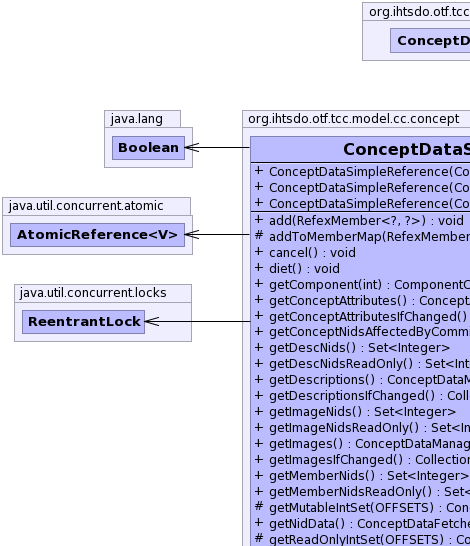 org.ihtsdo.otf.tcc
ConceptD
java.lang
Boolean
org.ihtsdo.otf.tcc.model.cc.concept
ConceptDataS
+ ConceptDataSimpleReference(Co
+ ConceptDataSimpleReference(Co
+ ConceptDataSimpleReference(Co
java.util.concurrent.atomic
AtomicReference<V>
+ add(RefexMember<?, ?>) : void
# addToMemberMap(RefexMember
+ cancel() : void
+ diet() : void
java.util.concurrent.locks
ReentrantLock
+ getComponent(int) : ComponentC
+ getConceptAttributes() : Concept
+ getConceptAttributesIfChanged()
+ getConceptNidsAffectedByCommi
+ getDescNids() : Set<Integer>
+ getDescNidsReadOnly() : Set<Int
+ getDescriptions() : ConceptDataM
+ getDescriptionsIfChanged() : Coll
+ getImageNids() : Set<Integer>
+ getImageNidsReadOnly() : Set<In
+ getImages() : ConceptDataManag
+ getImagesIfChanged() : Collection
+ getMemberNids() : Set<Integer>
+ getMemberNidsReadOnly() : Set<
# getMutableIntSet(OFFSETS) : Con
+ getNidData() : ConceptDataFetche
# getReadOnlyIntSet(OFFSETS) : Co